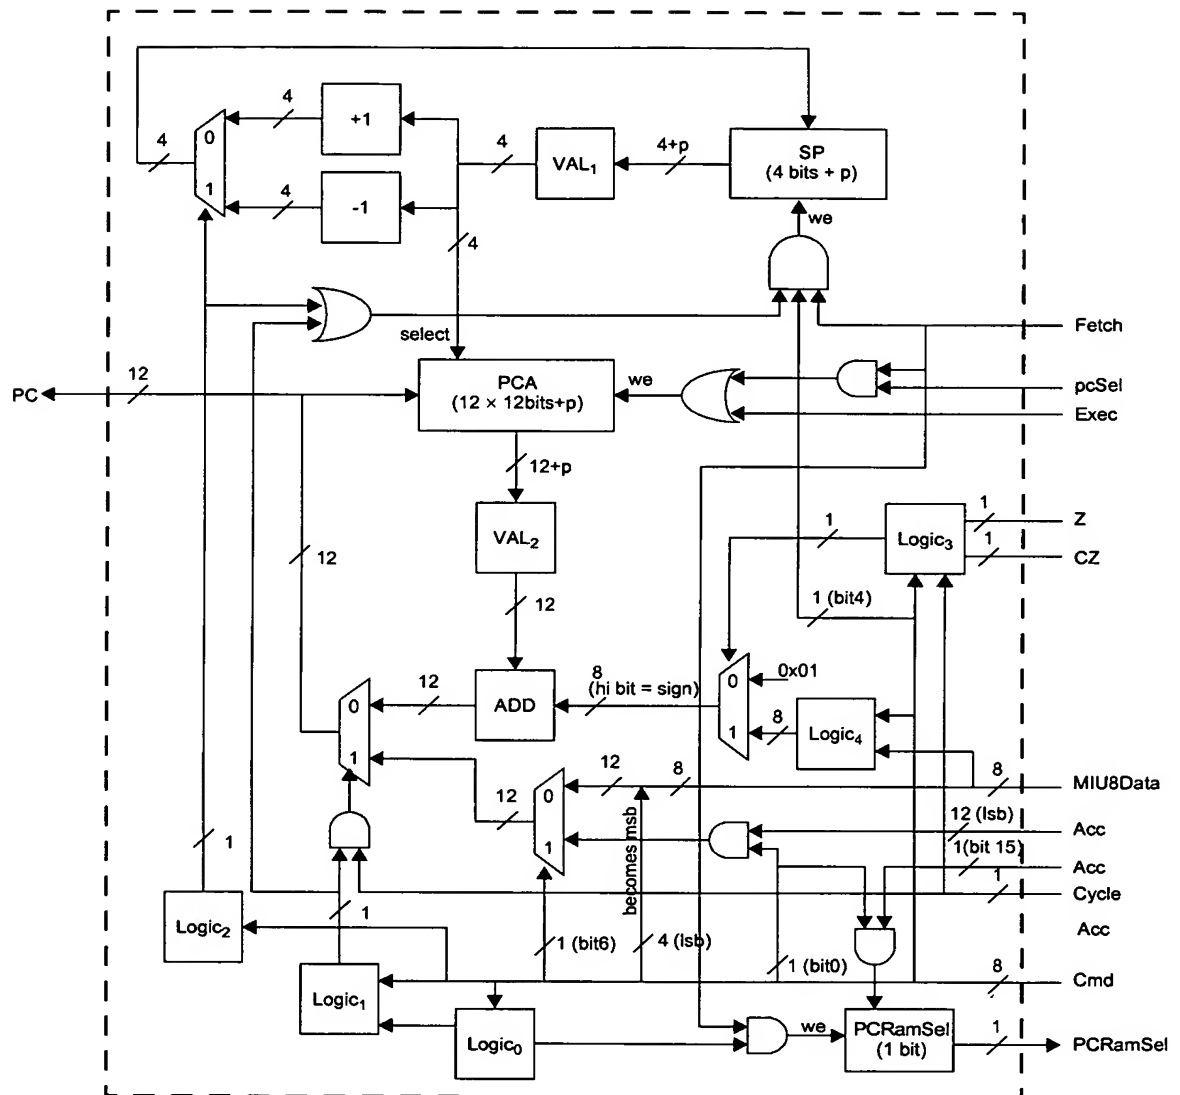 4
+1
0
4
4
VAL₁
4+p
SP
(4 bits + p)
1
4
-1
4
we
select
Fetch
12
PC
PCA
(12 × 12bits+p)
we
pcSel
Exec
12+p
VAL₂
12
12
1
Logic₃
1
Z
1
CZ
1 (bit4)
0x01
8
(hi bit = sign)
0
12
ADD
0
1
8
Logic₄
1
12
8
8
MIU8Data
12
0
1
becomes msb
12 (lsb)
Acc
1(bit 15)
Acc
1
Cycle
1
Logic₂
1
1 (bit6)
4 (lsb)
1 (bit0)
Acc
8
Cmd
Logic₁
Logic₀
we
PCRamSel
(1 bit)
1
PCRamSel